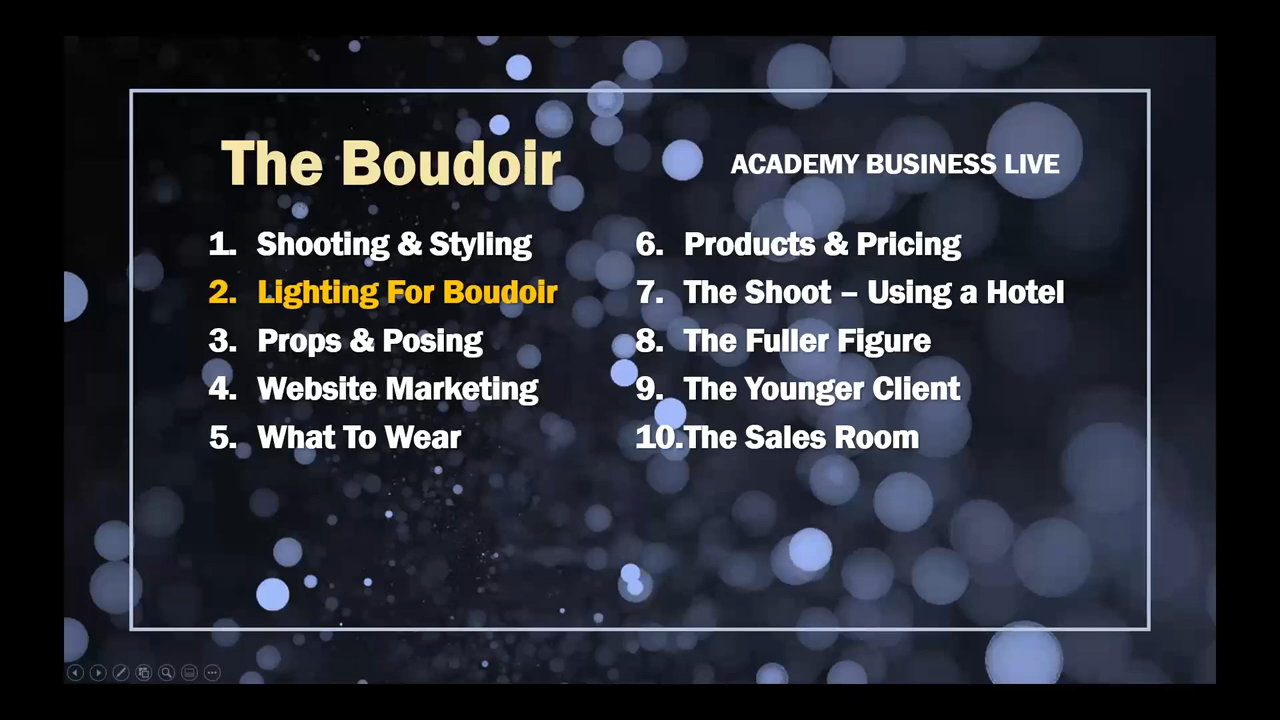 The Boudoir
ACADEMY BUSINESS LIVE
1. Shooting & Styling
2. Lighting For Boudoir
3. Props & Posing
4. Website Marketing
5. What To Wear
6. Products & Pricing
7. The Shoot – Using a Hotel
8. The Fuller Figure
9. The Younger Client
10.The Sales Room